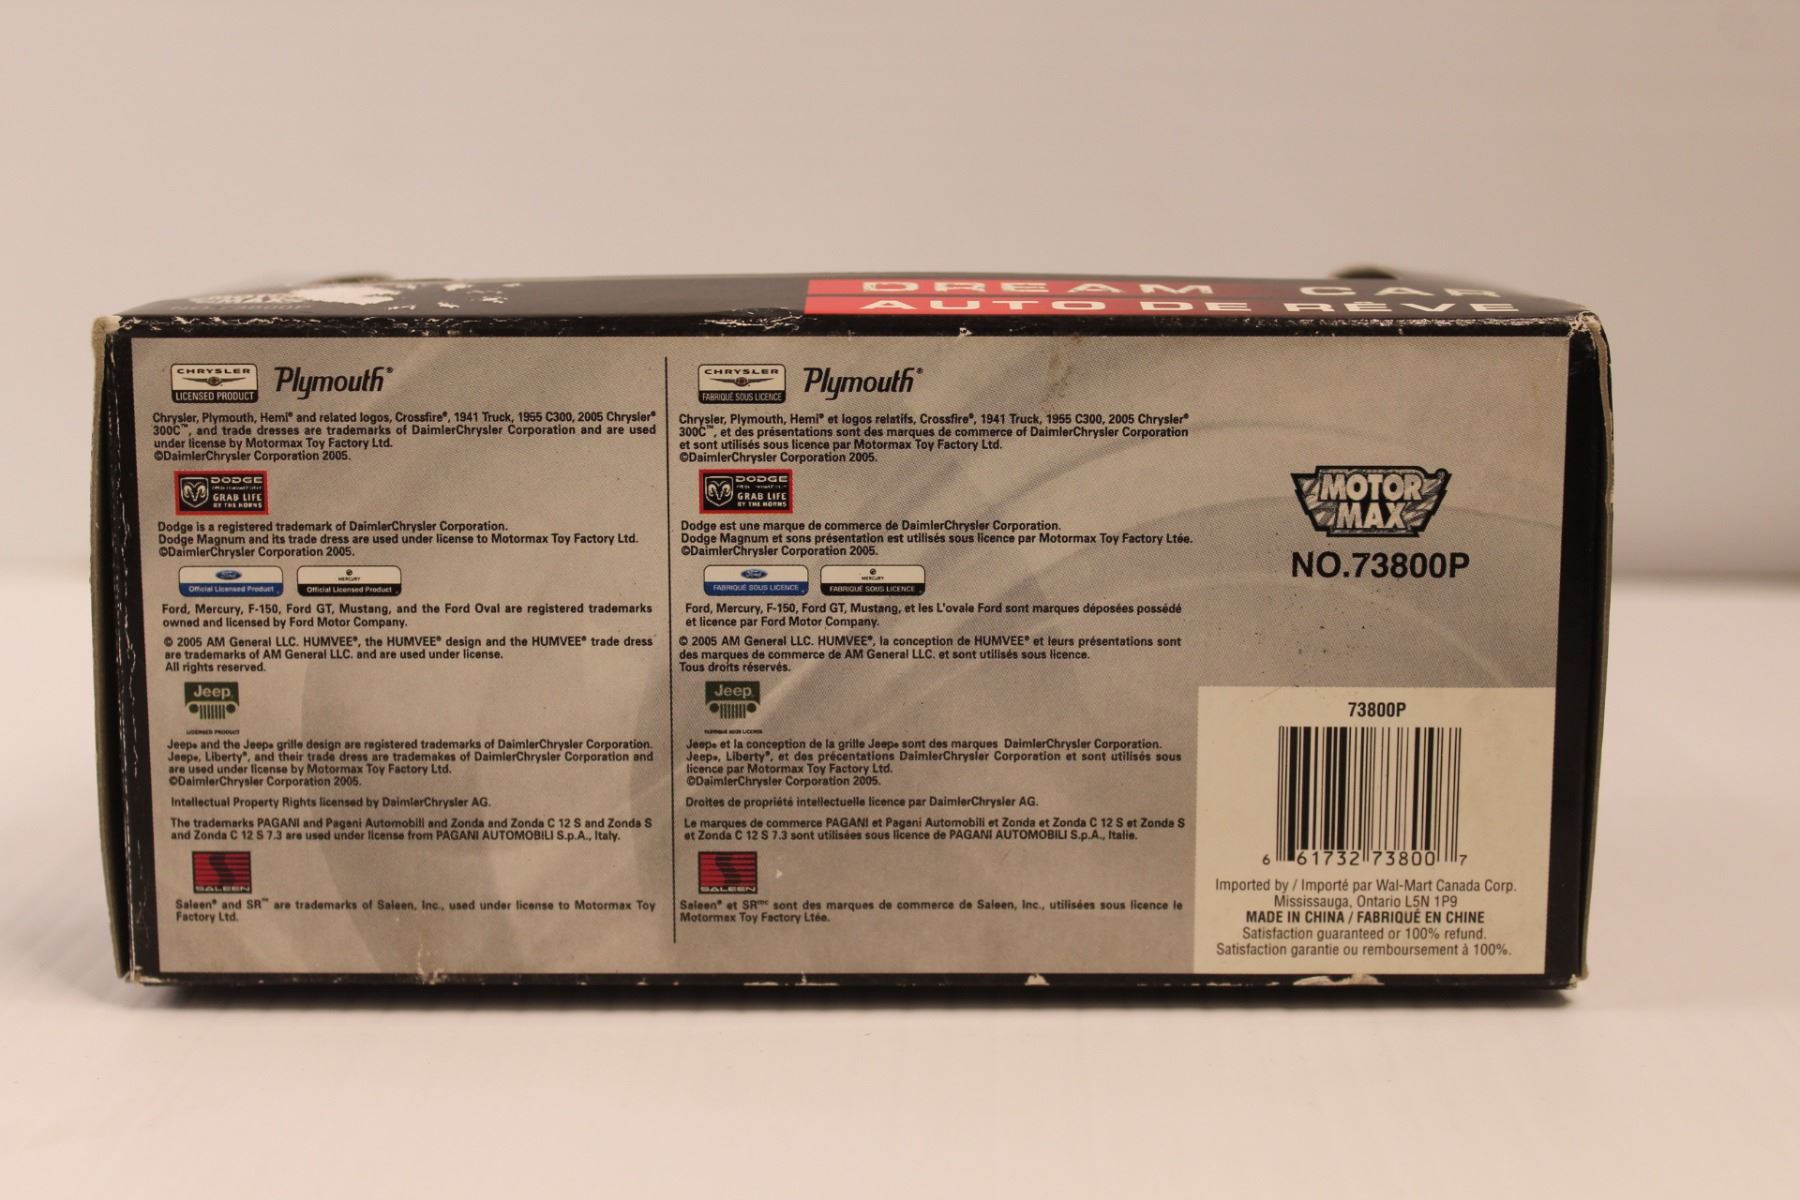 DREAM CAR
AUTO DE RÊVE
CHRYSLER
LICENSED PRODUCT
Plymouth®
Chrysler, Plymouth, Hemi® and related logos, Crossfire®, 1941 Truck, 1955 C300, 2005 Chrysler®
300C™, and trade dresses are trademarks of DaimlerChrysler Corporation and are used
under license by Motormax Toy Factory Ltd.
©DaimlerChrysler Corporation 2005.
DODGE
GRAB LIFE
BY THE HORNS
Dodge is a registered trademark of DaimlerChrysler Corporation.
Dodge Magnum and its trade dress are used under license to Motormax Toy Factory Ltd.
©DaimlerChrysler Corporation 2005.
Ford
Official Licensed Product
MERCURY
Official Licensed Product
Ford, Mercury, F-150, Ford GT, Mustang, and the Ford Oval are registered trademarks
owned and licensed by Ford Motor Company.
© 2005 AM General LLC. HUMVEE®, the HUMVEE® design and the HUMVEE® trade dress
are trademarks of AM General LLC. and are used under license.
All rights reserved.
Jeep
LICENSED PRODUCT
Jeep® and the Jeep® grille design are registered trademarks of DaimlerChrysler Corporation.
Jeep®, Liberty®, and their trade dress are trademakes of DaimlerChrysler Corporation and
are used under license by Motormax Toy Factory Ltd.
©DaimlerChrysler Corporation 2005.
Intellectual Property Rights licensed by DaimlerChrysler AG.
The trademarks PAGANI and Pagani Automobili and Zonda and Zonda C 12 S and Zonda S
and Zonda C 12 S 7.3 are used under license from PAGANI AUTOMOBILI S.p.A., Italy.
SALEEN
Saleen® and SR™ are trademarks of Saleen, Inc., used under license to Motormax Toy
Factory Ltd.
CHRYSLER
FABRIQUÉ SOUS LICENCE
Plymouth®
Chrysler, Plymouth, Hemi® et logos relatifs, Crossfire®, 1941 Truck, 1955 C300, 2005 Chrysler®
300C™, et des présentations sont des marques de commerce of DaimlerChrysler Corporation
et sont utilisés sous licence par Motormax Toy Factory Ltd.
©DaimlerChrysler Corporation 2005.
DODGE
GRAB LIFE
BY THE HORNS
Dodge est une marque de commerce de DaimlerChrysler Corporation.
Dodge Magnum et sons présentation est utilisés sous licence par Motormax Toy Factory Ltée.
©DaimlerChrysler Corporation 2005.
Ford
FABRIQUÉ SOUS LICENCE
MERCURY
FABRIQUÉ SOUS LICENCE
Ford, Mercury, F-150, Ford GT, Mustang, et les L'ovale Ford sont marques déposées possédé
et licence par Ford Motor Company.
© 2005 AM General LLC. HUMVEE®, la conception de HUMVEE® et leurs présentations sont
des marques de commerce de AM General LLC. et sont utilisés sous licence.
Tous droits réservés.
Jeep
FABRIQUÉ SOUS LICENCE
Jeep® et la conception de la grille Jeep® sont des marques DaimlerChrysler Corporation.
Jeep®, Liberty®, et des précentations DaimlerChrysler Corporation et sont utilisés sous
licence par Motormax Toy Factory Ltd.
©DaimlerChrysler Corporation 2005.
Droites de propriété intellectuelle licence par DaimlerChrysler AG.
Le marques de commerce PAGANI et Pagani Automobili et Zonda et Zonda C 12 S et Zonda S
et Zonda C 12 S 7.3 sont utilisées sous licence de PAGANI AUTOMOBILI S.p.A., Italie.
SALEEN
Saleen® et SRᵐᶜ sont des marques de commerce de Saleen, Inc., utilisées sous licence le
Motormax Toy Factory Ltée.
MOTOR
MAX
NO.73800P
73800P
6 61732 73800 7
Imported by / Importé par Wal-Mart Canada Corp.
Mississauga, Ontario L5N 1P9
MADE IN CHINA / FABRIQUÉ EN CHINE
Satisfaction guaranteed or 100% refund.
Satisfaction garantie ou remboursement à 100%.